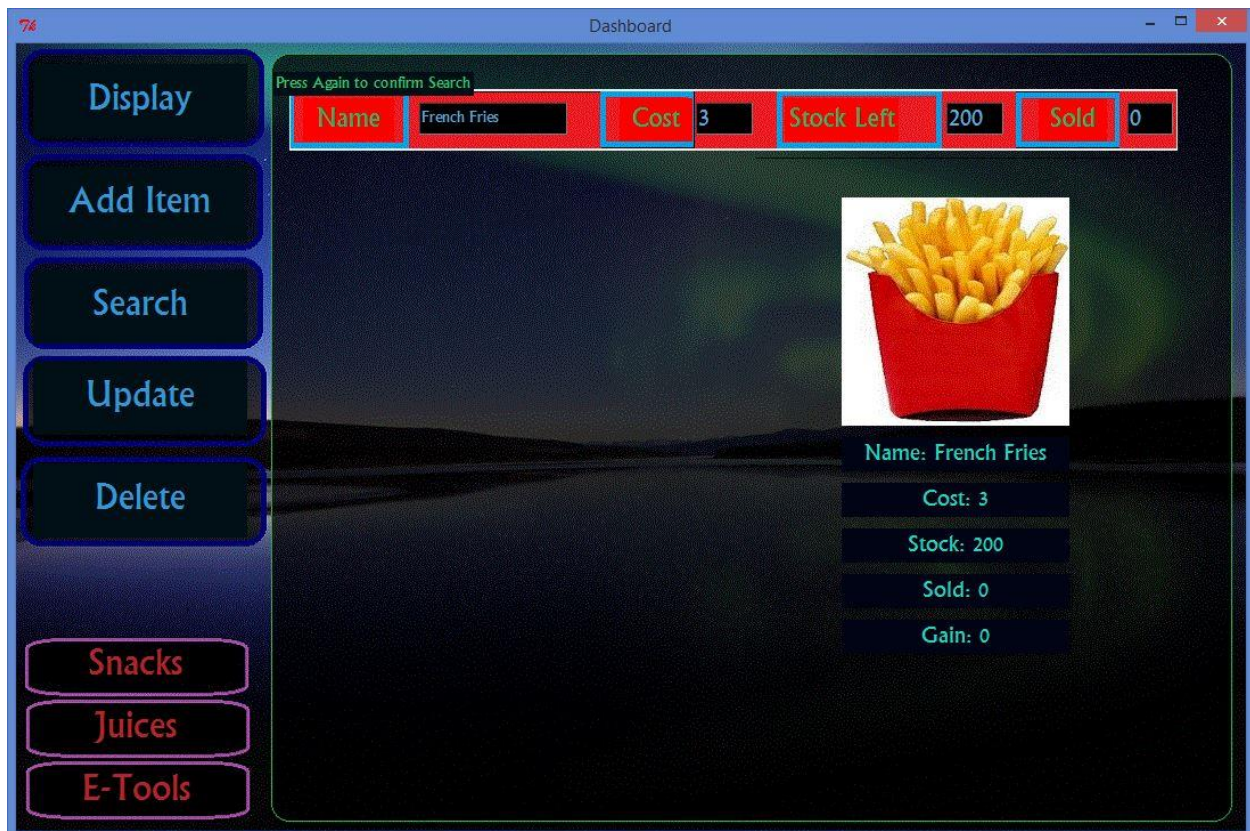 Dashboard
Display
Add Item
Search
Update
Delete
Snacks
Juices
E-Tools
Press Again to confirm Search
Name French Fries Cost 3 Stock Left 200 Sold 0
Name: French Fries
Cost: 3
Stock: 200
Sold: 0
Gain: 0